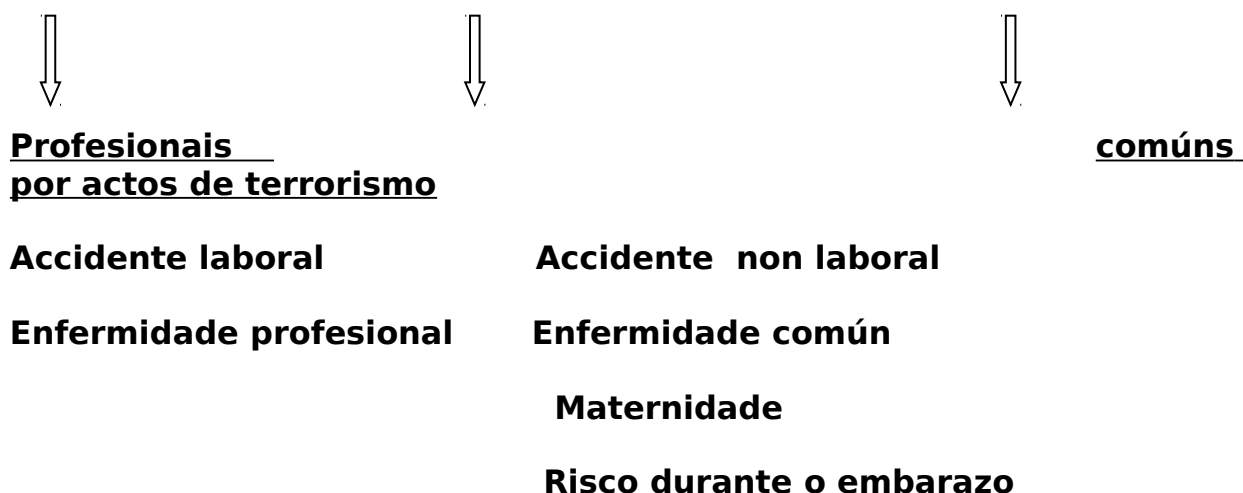 Profesionais comúns
por actos de terrorismo
Accidente laboral Accidente non laboral
Enfermidade profesional Enfermidade común
Maternidade
Risco durante o embarazo